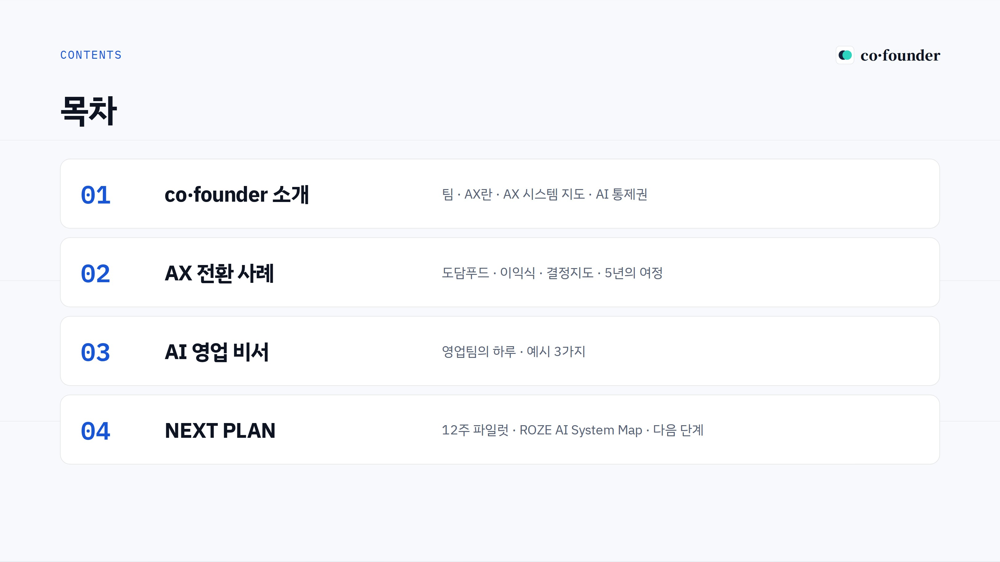 CONTENTS
co·founder
목차
01
co·founder 소개
팀 · AX란 · AX 시스템 지도 · AI 통제권
02
AX 전환 사례
도담푸드 · 이익식 · 결정지도 · 5년의 여정
03
AI 영업 비서
영업팀의 하루 · 예시 3가지
04
NEXT PLAN
12주 파일럿 · ROZE AI System Map · 다음 단계